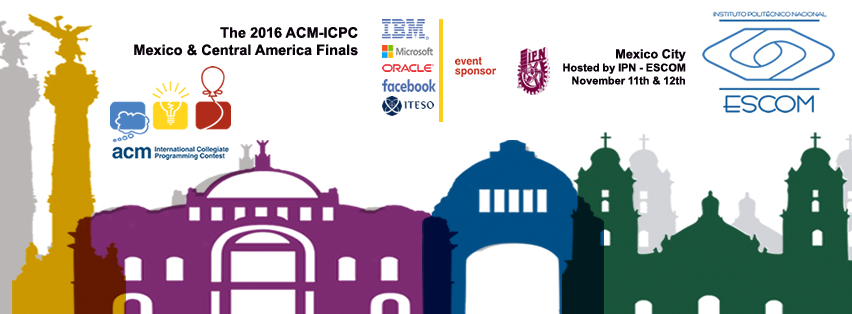 The 2016 ACM-ICPC
Mexico & Central America Finals
acm International Collegiate
Programming Contest
IBM
Microsoft
ORACLE
facebook
ITESO
event
sponsor
IPN
Mexico City
Hosted by IPN - ESCOM
November 11th & 12th
INSTITUTO POLITÉCNICO NACIONAL
ESCOM